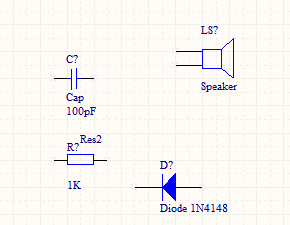 LS?
Speaker
C?
Cap
100pF
Res2
R?
1K
D?
Diode 1N4148